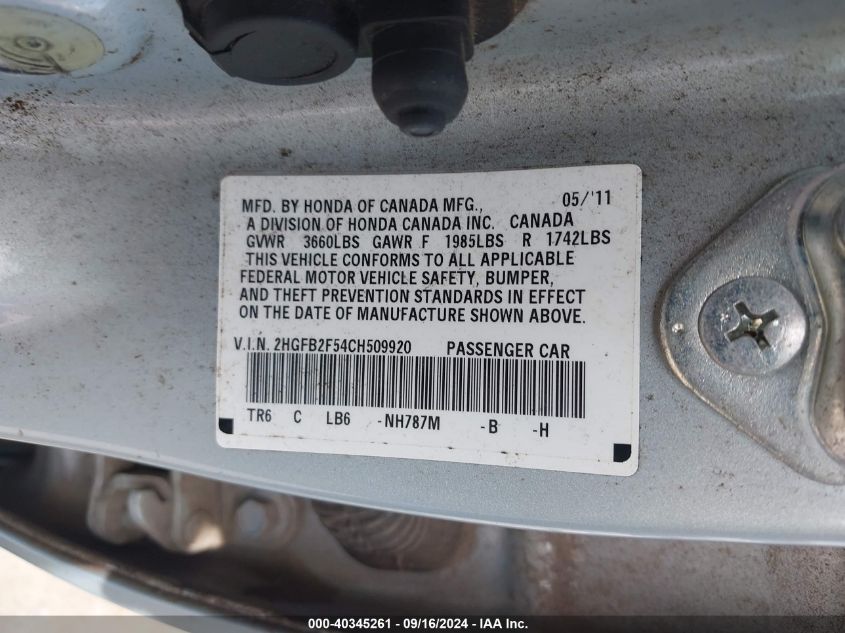 MFD. BY HONDA OF CANADA MFG., 05/'11
A DIVISION OF HONDA CANADA INC. CANADA
GVWR 3660LBS GAWR F 1985LBS R 1742LBS
THIS VEHICLE CONFORMS TO ALL APPLICABLE
FEDERAL MOTOR VEHICLE SAFETY, BUMPER,
AND THEFT PREVENTION STANDARDS IN EFFECT
ON THE DATE OF MANUFACTURE SHOWN ABOVE.
V.I.N. 2HGFB2F54CH509920 PASSENGER CAR
TR6 C LB6 -NH787M -B -H
000-40345261 - 09/16/2024 - IAA Inc.